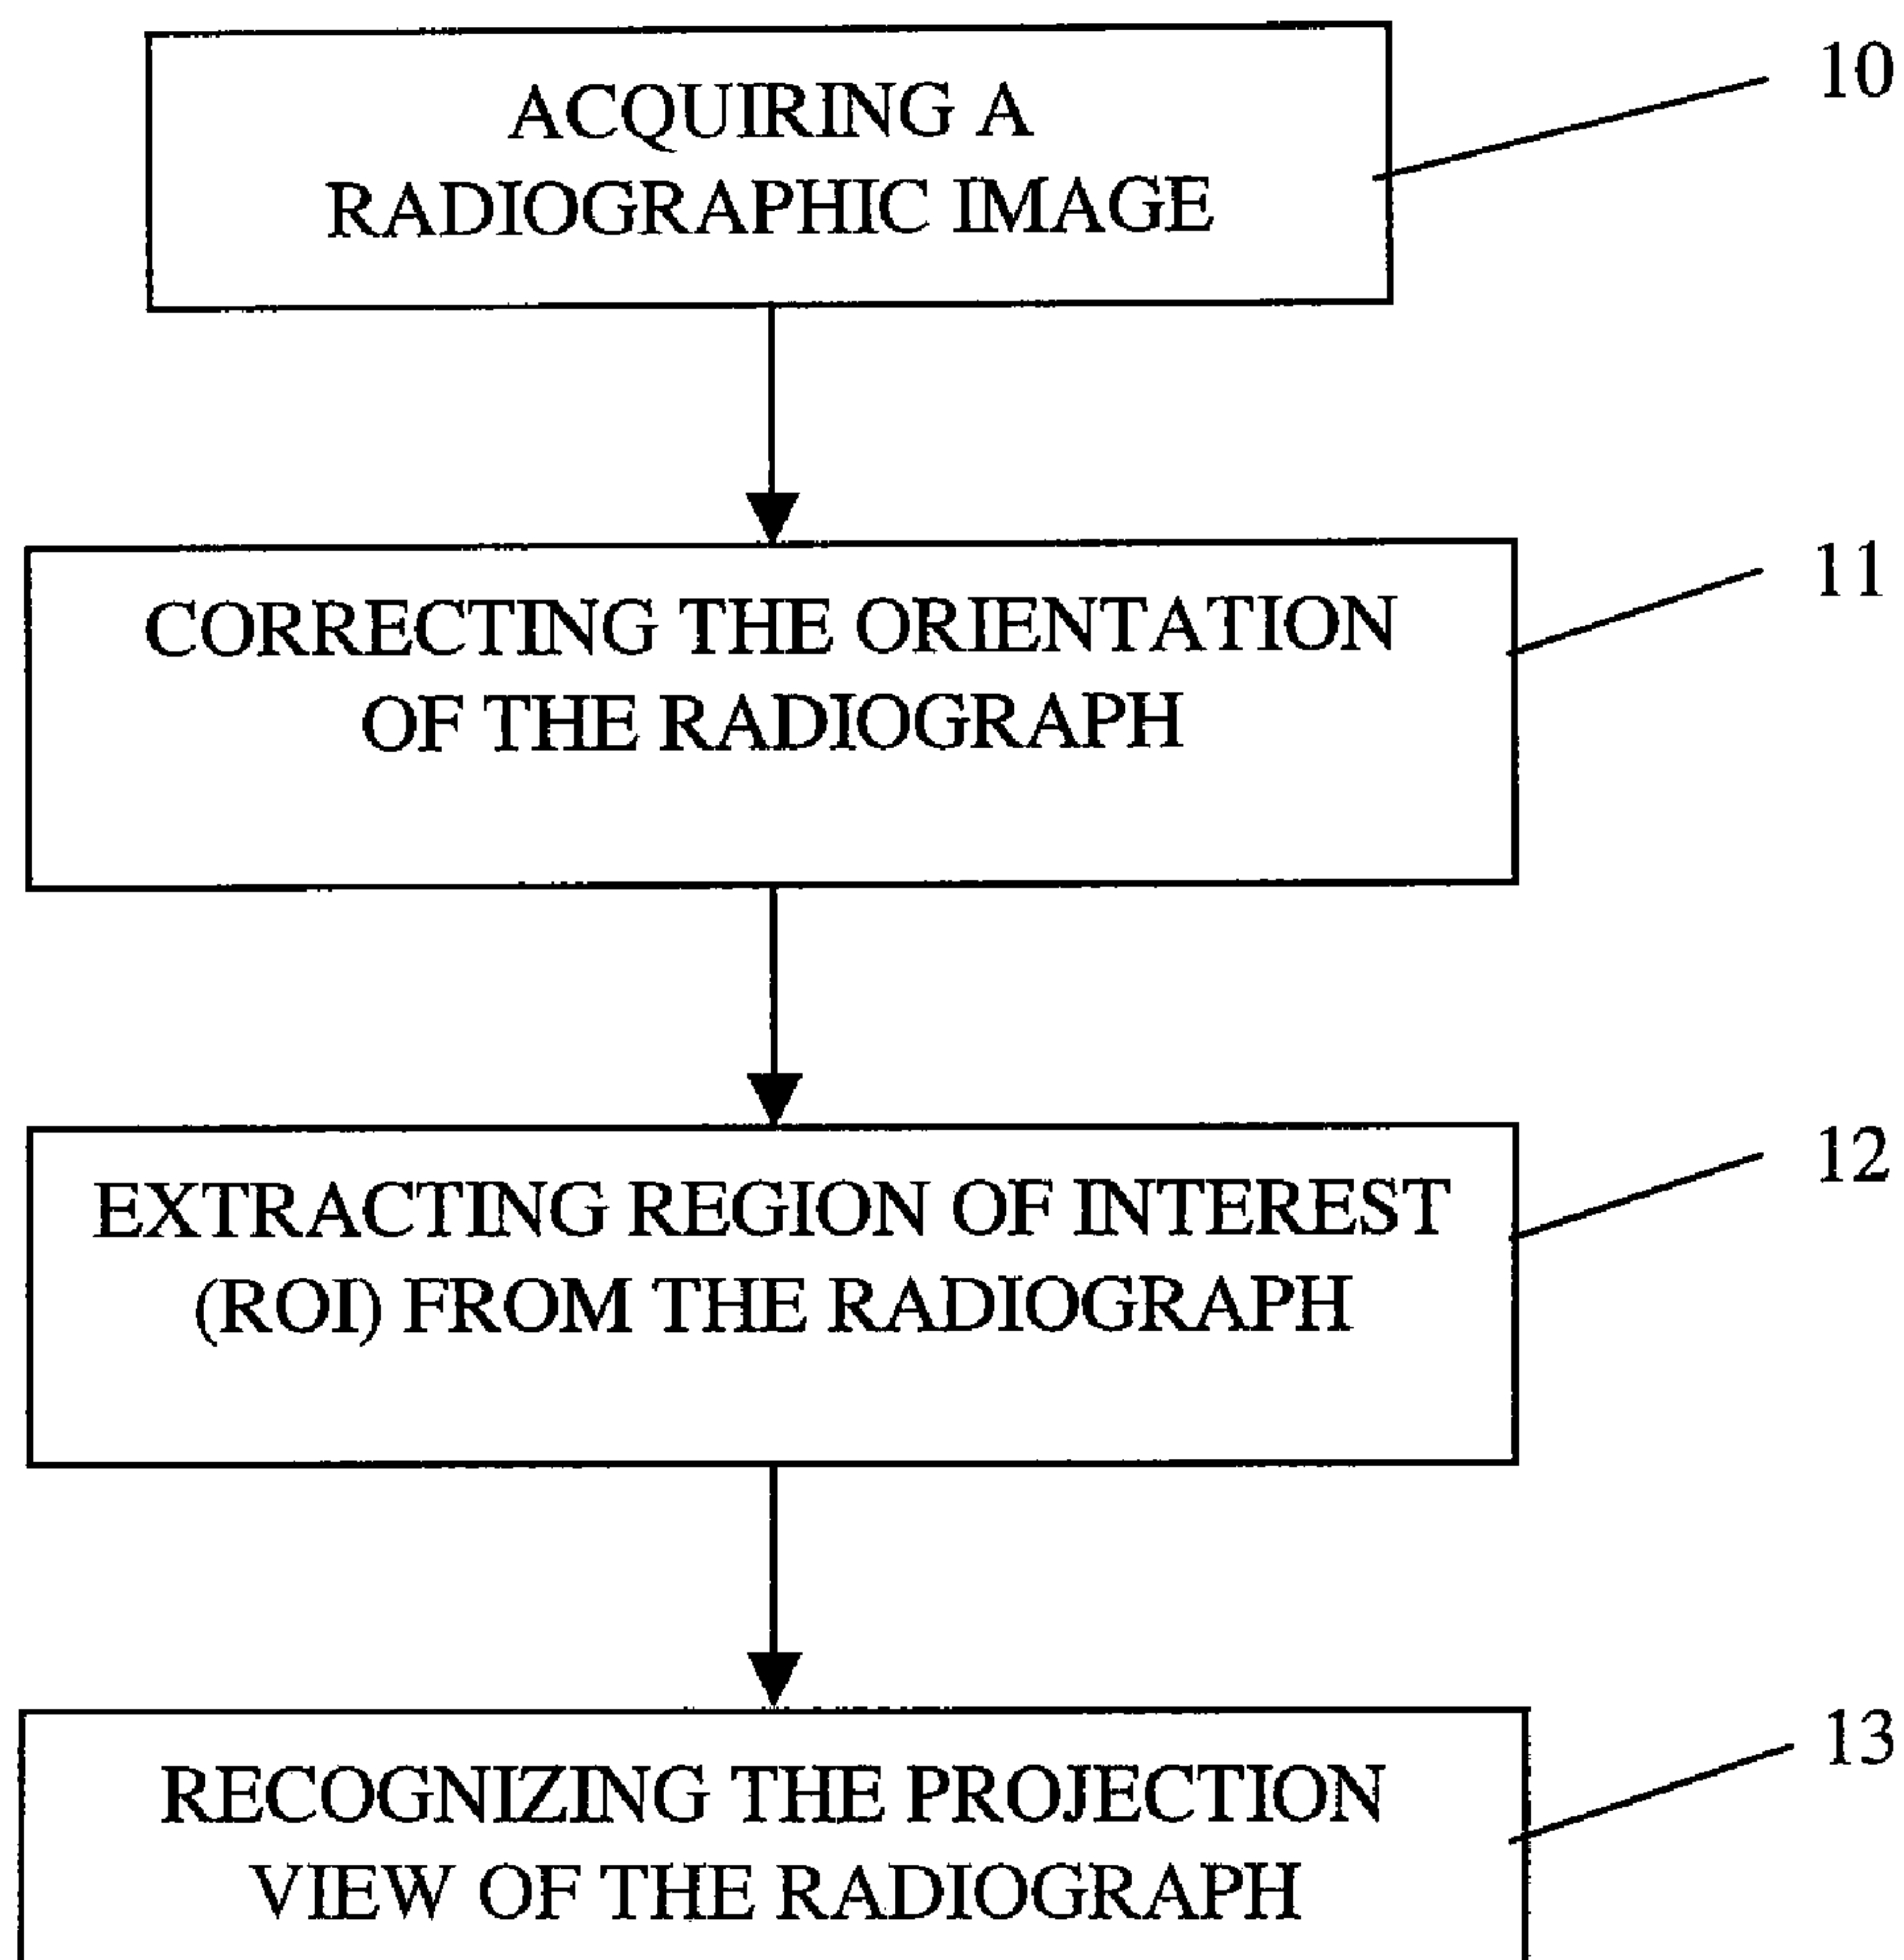 ACQUIRING A
RADIOGRAPHIC IMAGE
10
CORRECTING THE ORIENTATION
OF THE RADIOGRAPH
11
EXTRACTING REGION OF INTEREST
(ROI) FROM THE RADIOGRAPH
12
RECOGNIZING THE PROJECTION
VIEW OF THE RADIOGRAPH
13